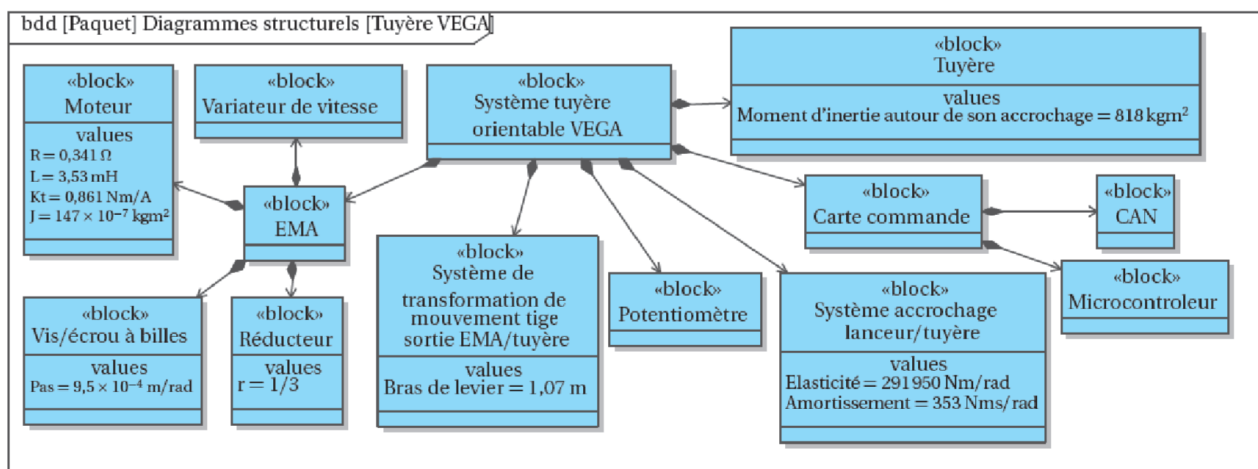 bdd [Paquet] Diagrammes structurels [Tuyère VEGA]
«block»
Moteur
values
R = 0,341 Ω
L = 3,53 mH
Kt = 0,861 Nm/A
J = 147 × 10⁻⁷ kgm²
«block»
Variateur de vitesse
«block»
Système tuyère
orientable VEGA
«block»
Tuyère
values
Moment d'inertie autour de son accrochage = 818 kgm²
«block»
EMA
«block»
Carte commande
«block»
CAN
«block»
Microcontroleur
«block»
Vis/écrou à billes
values
Pas = 9,5 × 10⁻⁴ m/rad
«block»
Réducteur
values
r = 1/3
«block»
Système de
transformation de
mouvement tige
sortie EMA/tuyère
values
Bras de levier = 1,07 m
«block»
Potentiomètre
«block»
Système accrochage
lanceur/tuyère
values
Elasticité = 291 950 Nm/rad
Amortissement = 353 Nms/rad